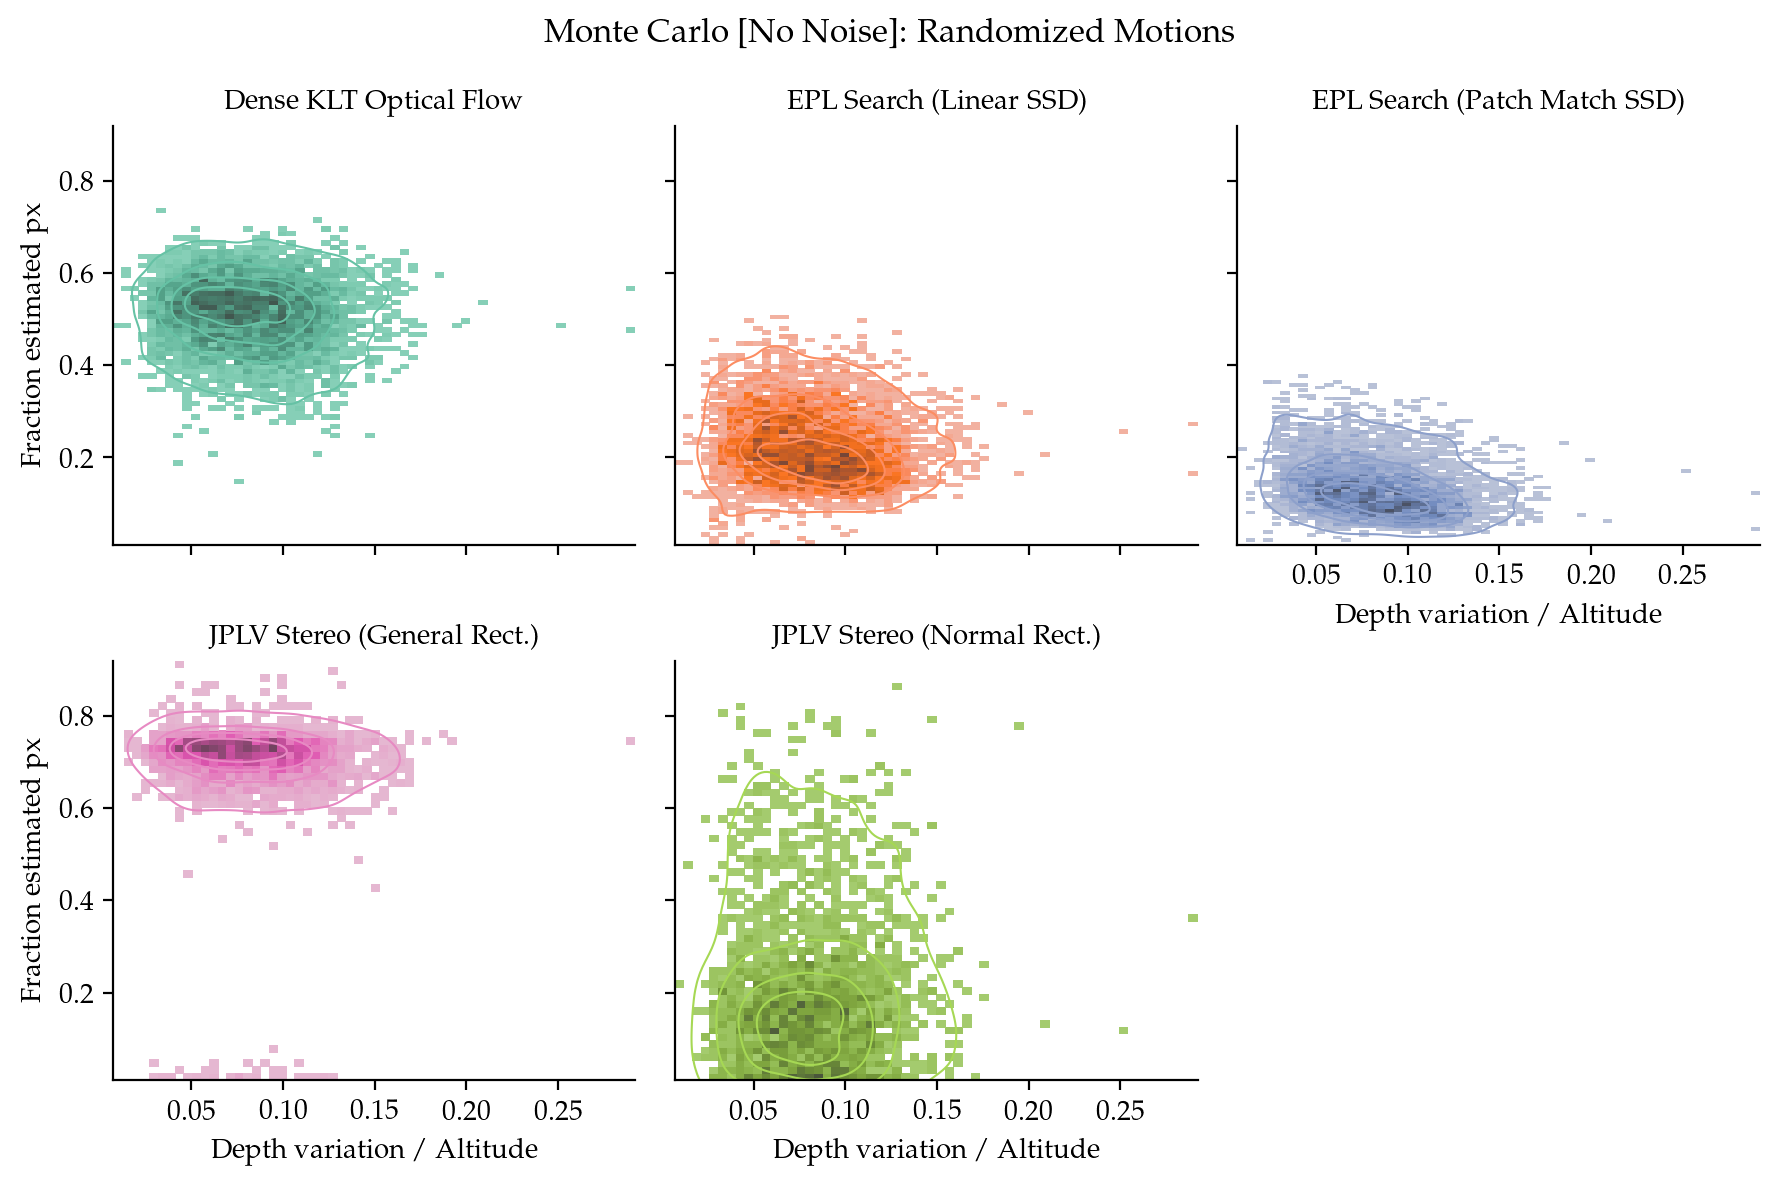 Monte Carlo [No Noise]: Randomized Motions
Dense KLT Optical Flow
EPL Search (Linear SSD)
EPL Search (Patch Match SSD)
Fraction estimated px
0.8
0.6
0.4
0.2
0.05 0.10 0.15 0.20 0.25
Depth variation / Altitude
JPLV Stereo (General Rect.)
JPLV Stereo (Normal Rect.)
Fraction estimated px
0.8
0.6
0.4
0.2
0.05 0.10 0.15 0.20 0.25
Depth variation / Altitude
0.05 0.10 0.15 0.20 0.25
Depth variation / Altitude